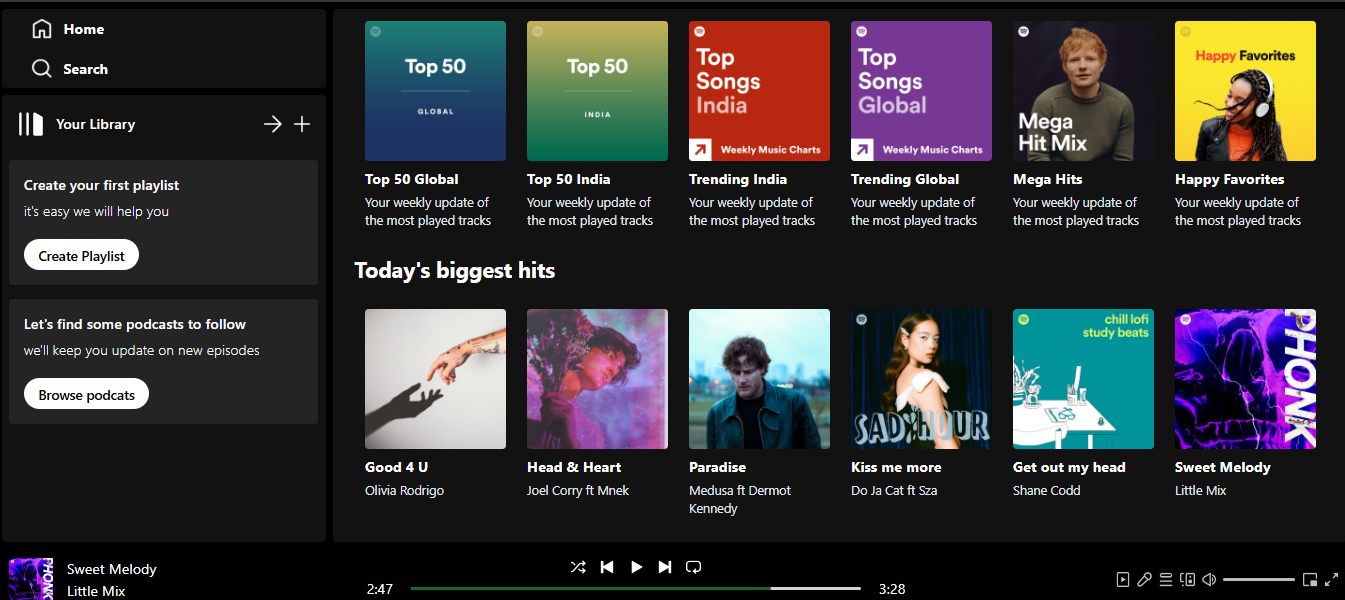 Home
Search
Your Library
Create your first playlist
it's easy we will help you
Create Playlist
Let's find some podcasts to follow
we'll keep you update on new episodes
Browse podcats
Top 50
GLOBAL
Top 50 Global
Your weekly update of
the most played tracks
Top 50
INDIA
Top 50 India
Your weekly update of
the most played tracks
Top
Songs
India
Weekly Music Charts
Trending India
Your weekly update of
the most played tracks
Top
Songs
Global
Weekly Music Charts
Trending Global
Your weekly update of
the most played tracks
Mega
Hit Mix
Mega Hits
Your weekly update of
the most played tracks
Happy Favorites
Happy Favorites
Your weekly update of
the most played tracks
Today's biggest hits
Good 4 U
Olivia Rodrigo
Head & Heart
Joel Corry ft Mnek
Paradise
Medusa ft Dermot
Kennedy
SAD HOUR
Kiss me more
Do Ja Cat ft Sza
chill lofi
study beats
Get out my head
Shane Codd
PHONK
Sweet Melody
Little Mix
PHONK
Sweet Melody
Little Mix
2:47
3:28